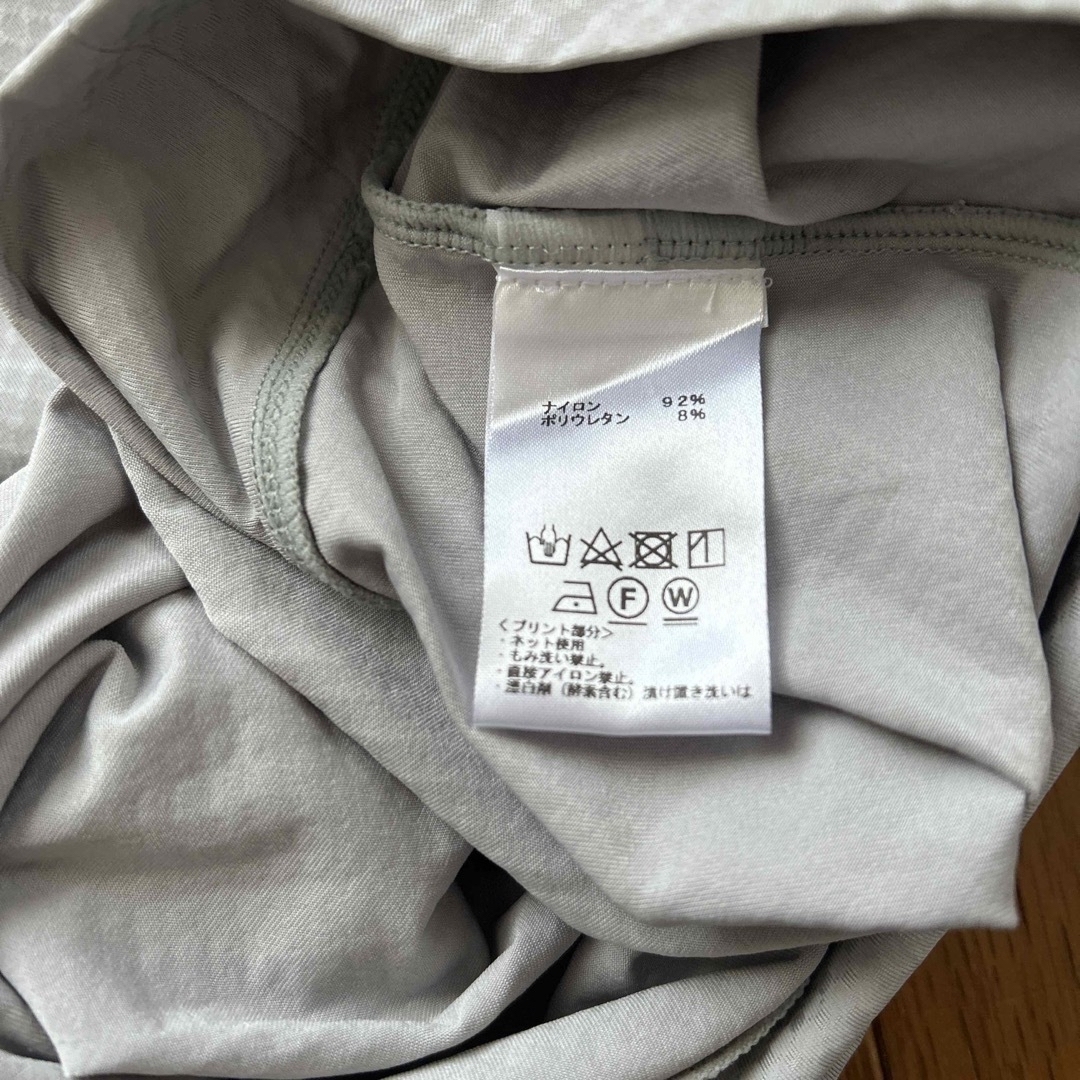 ナイロン 92%
ポリウレタン 8%
F W
<プリント部分>
・ネット使用
・もみ洗い禁止。
・直接アイロン禁止。
・漂白剤（酵素含む）漬け置き洗いは